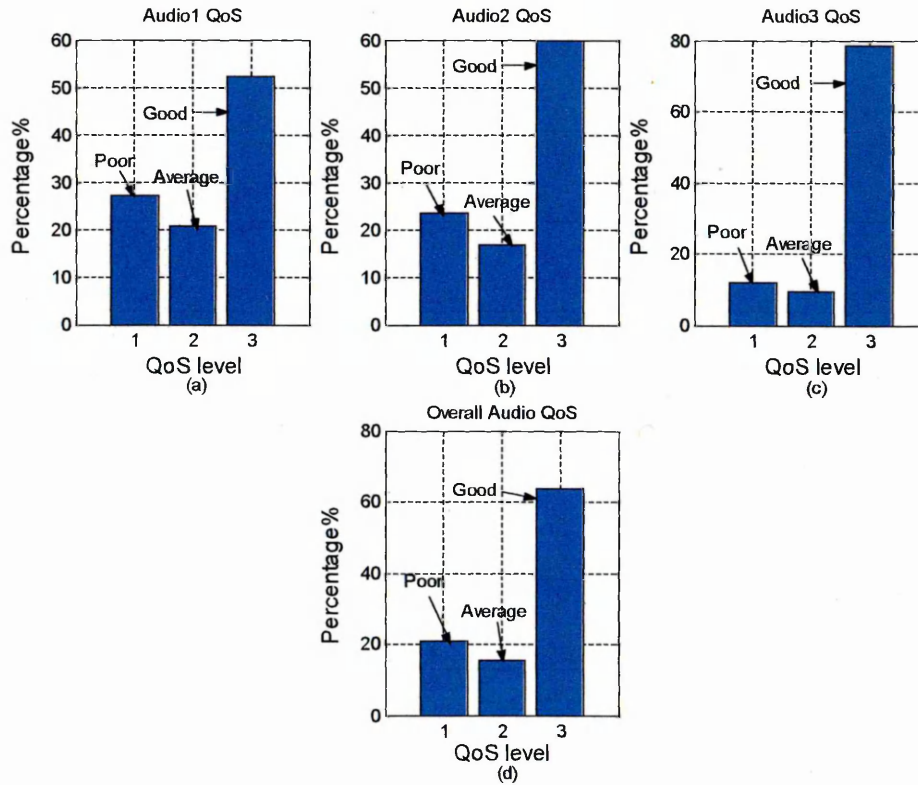 Audio1 QoS
60
50
40
30
20
10
0
Percentage%
Poor
Average
Good
1 2 3
QoS level
(a)
Audio2 QoS
60
50
40
30
20
10
0
Percentage%
Poor
Average
Good
1 2 3
QoS level
(b)
Audio3 QoS
80
60
40
20
0
Percentage%
Poor
Average
Good
1 2 3
QoS level
(c)
Overall Audio QoS
80
60
40
20
0
Percentage%
Poor
Average
Good
1 2 3
QoS level
(d)